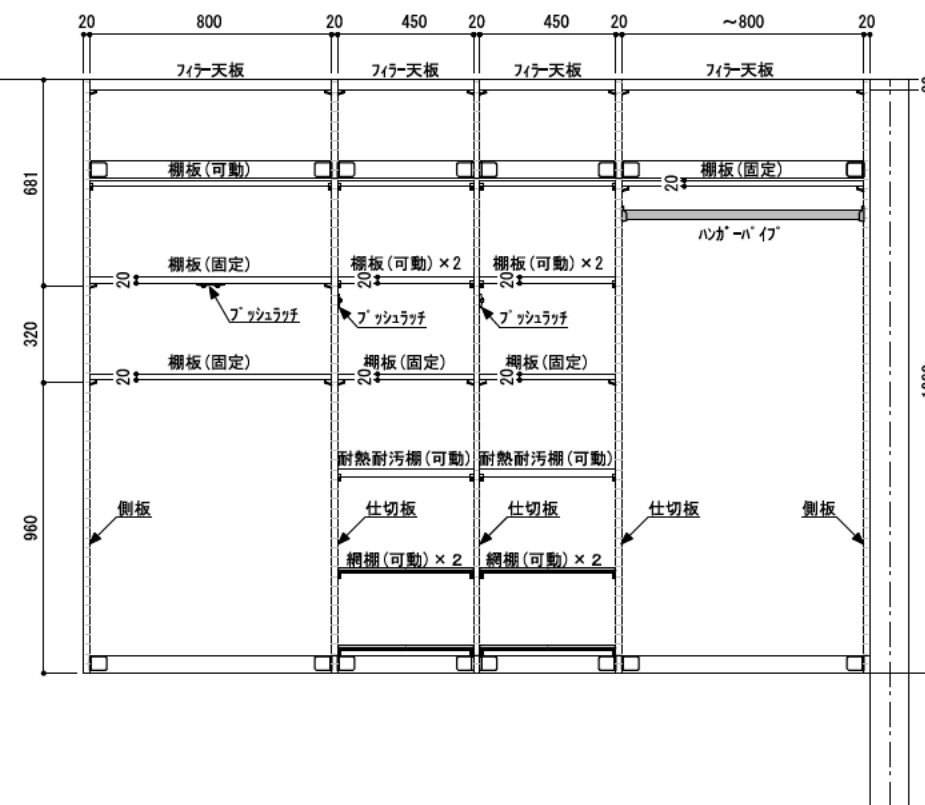 20 800 20 450 20 450 20 ～800 20
ﾌｨﾗｰ天板 ﾌｨﾗｰ天板 ﾌｨﾗｰ天板 ﾌｨﾗｰ天板
棚板(可動) 棚板(固定)
681
20
ﾊﾝｶﾞｰﾊﾟｲﾌﾟ
棚板(固定) 棚板(可動)×2 棚板(可動)×2
20 20 20
ﾌﾟｯｼｭﾗｯﾁ ﾌﾟｯｼｭﾗｯﾁ ﾌﾟｯｼｭﾗｯﾁ
320
棚板(固定) 棚板(固定) 棚板(固定)
20 20 20
耐熱耐汚棚(可動) 耐熱耐汚棚(可動)
側板 仕切板 仕切板 仕切板 側板
960
網棚(可動)×２ 網棚(可動)×２